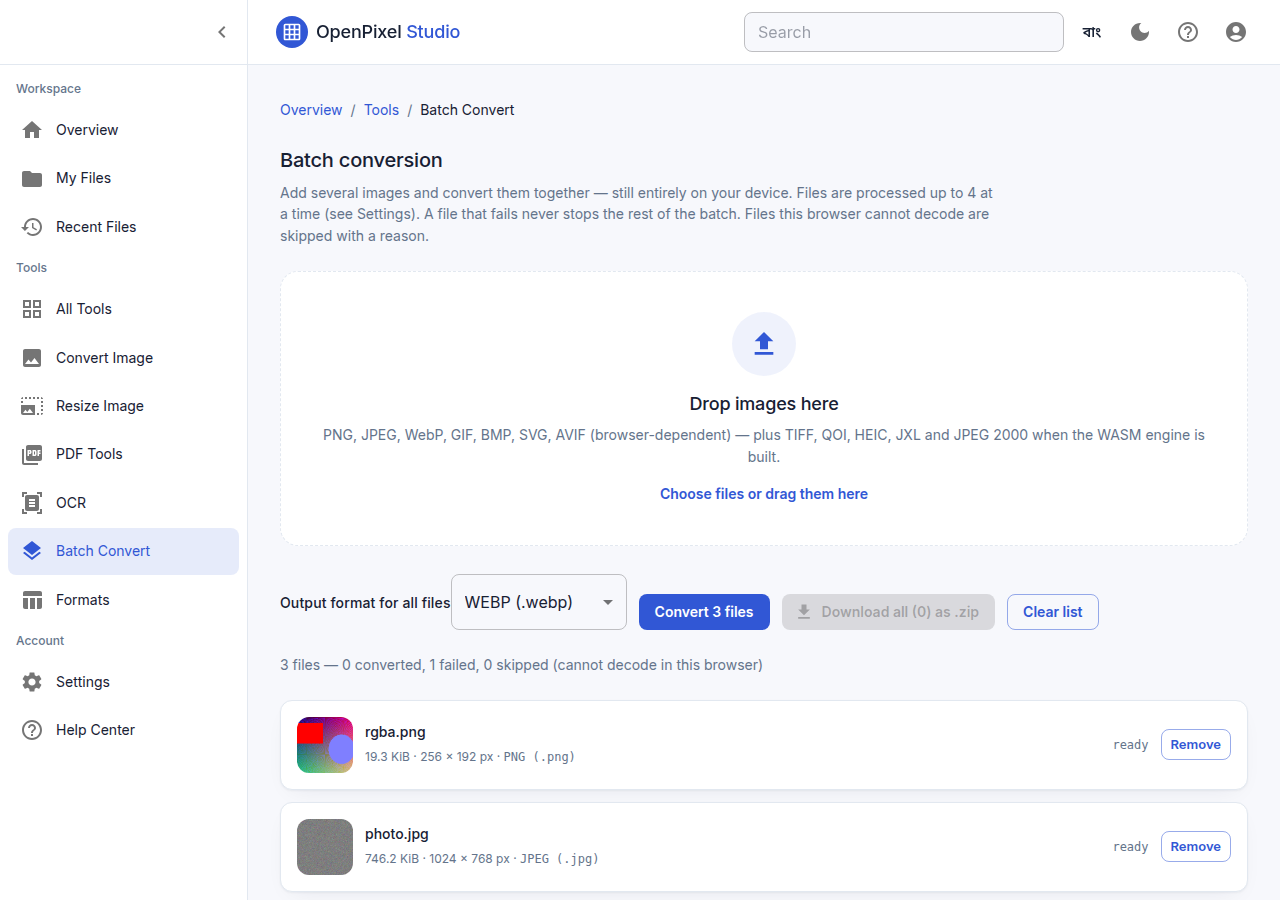 OpenPixel Studio
Search
বাং
Workspace
Overview
My Files
Recent Files
Tools
All Tools
Convert Image
Resize Image
PDF Tools
OCR
Batch Convert
Formats
Account
Settings
Help Center
Overview / Tools / Batch Convert
Batch conversion
Add several images and convert them together — still entirely on your device. Files are processed up to 4 at
a time (see Settings). A file that fails never stops the rest of the batch. Files this browser cannot decode are
skipped with a reason.
Drop images here
PNG, JPEG, WebP, GIF, BMP, SVG, AVIF (browser-dependent) — plus TIFF, QOI, HEIC, JXL and JPEG 2000 when the WASM engine is
built.
Choose files or drag them here
Output format for all files WEBP (.webp) Convert 3 files Download all (0) as .zip Clear list
3 files — 0 converted, 1 failed, 0 skipped (cannot decode in this browser)
rgba.png
19.3 KiB · 256 × 192 px · PNG (.png)
ready Remove
photo.jpg
746.2 KiB · 1024 × 768 px · JPEG (.jpg)
ready Remove